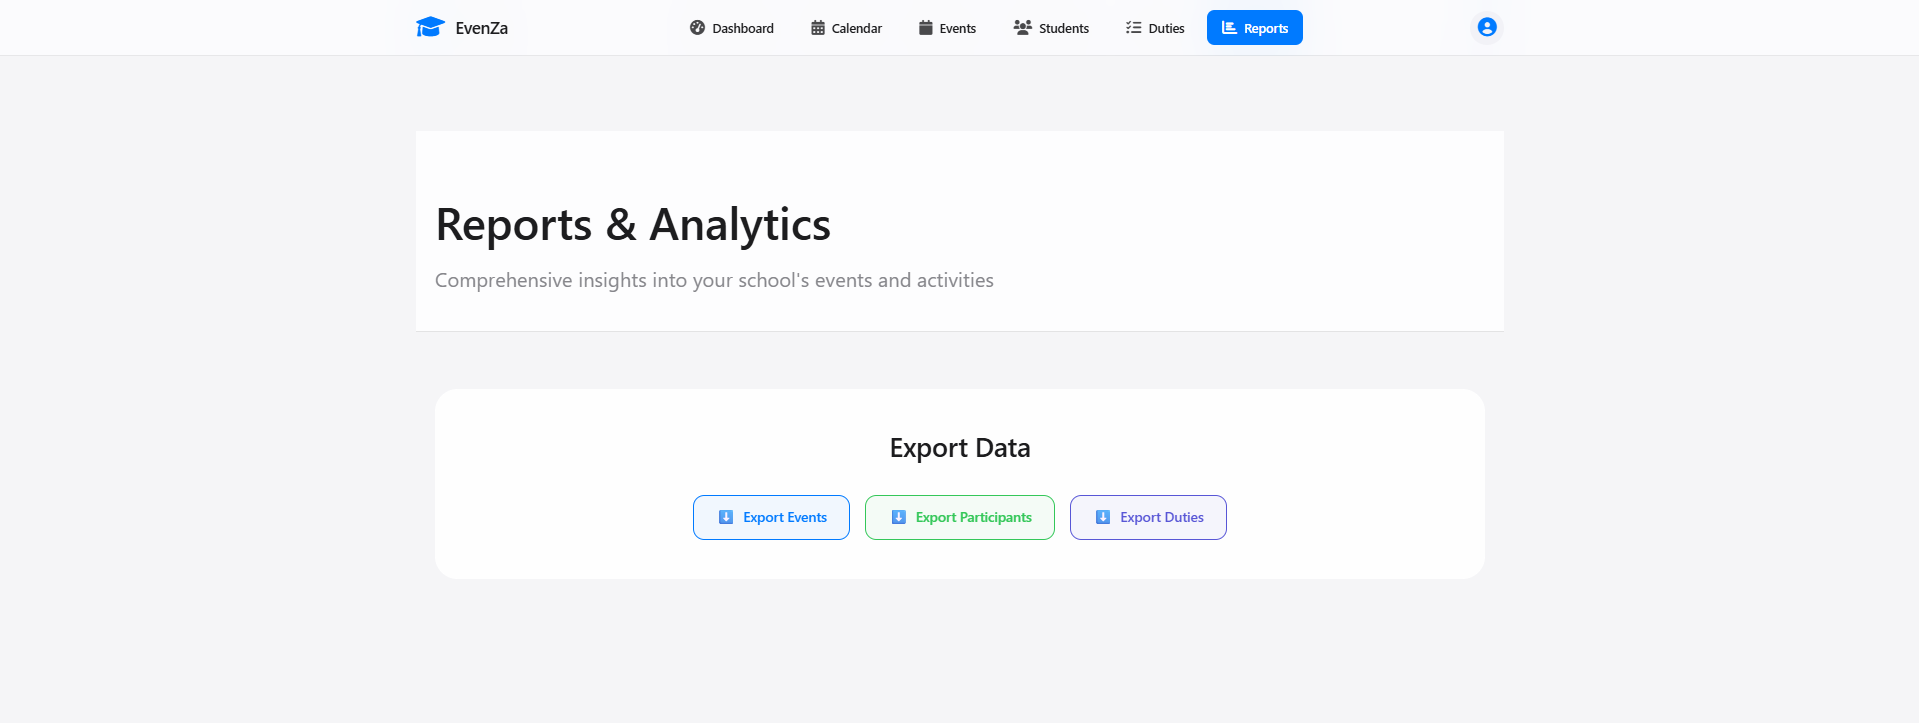 EvenZa
Dashboard
Calendar
Events
Students
Duties
Reports
Reports & Analytics
Comprehensive insights into your school's events and activities
Export Data
Export Events
Export Participants
Export Duties